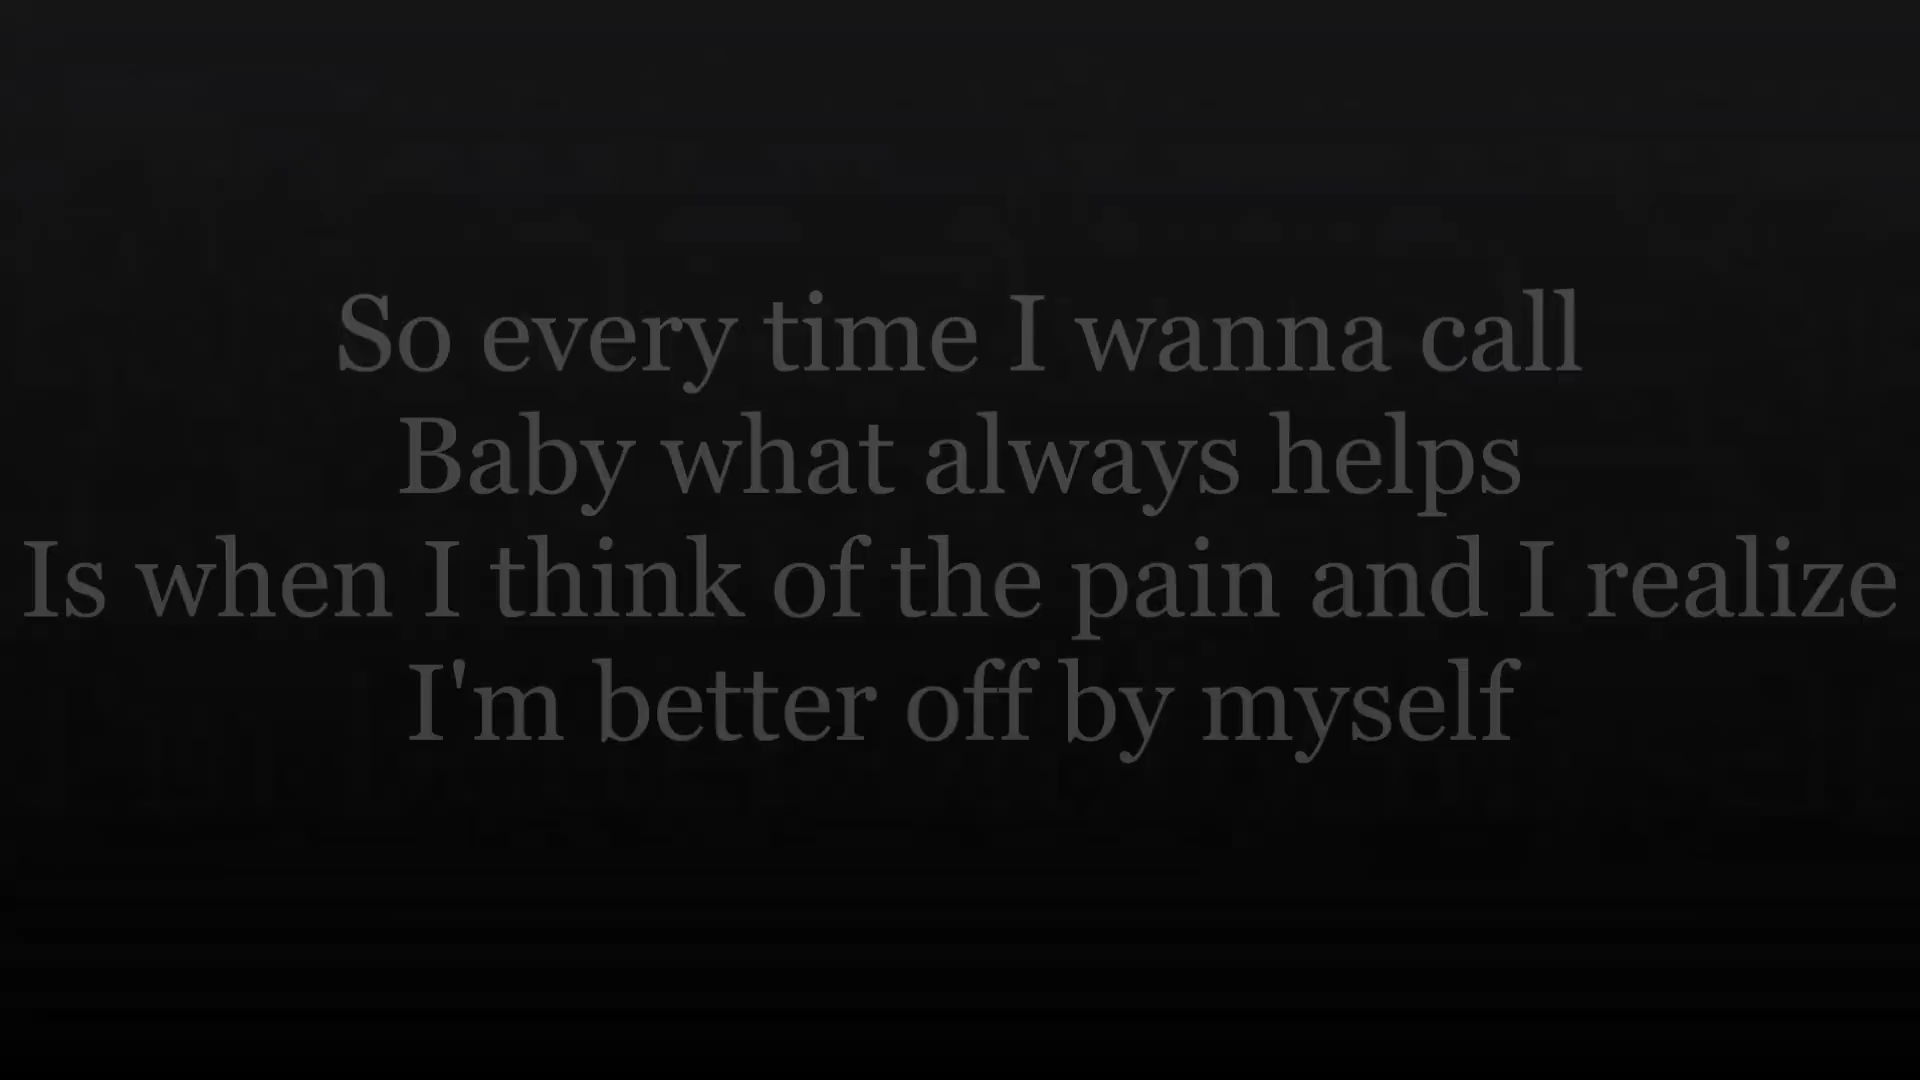 So every time I wanna call
Baby what always helps
Is when I think of the pain and I realize
I'm better off by myself